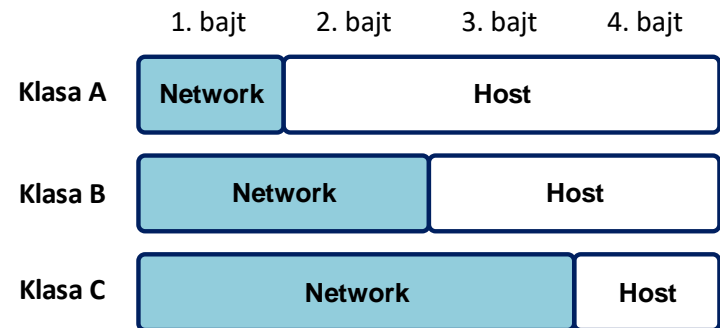 1. bajt 2. bajt 3. bajt 4. bajt
Klasa A Network Host
Klasa B Network Host
Klasa C Network Host